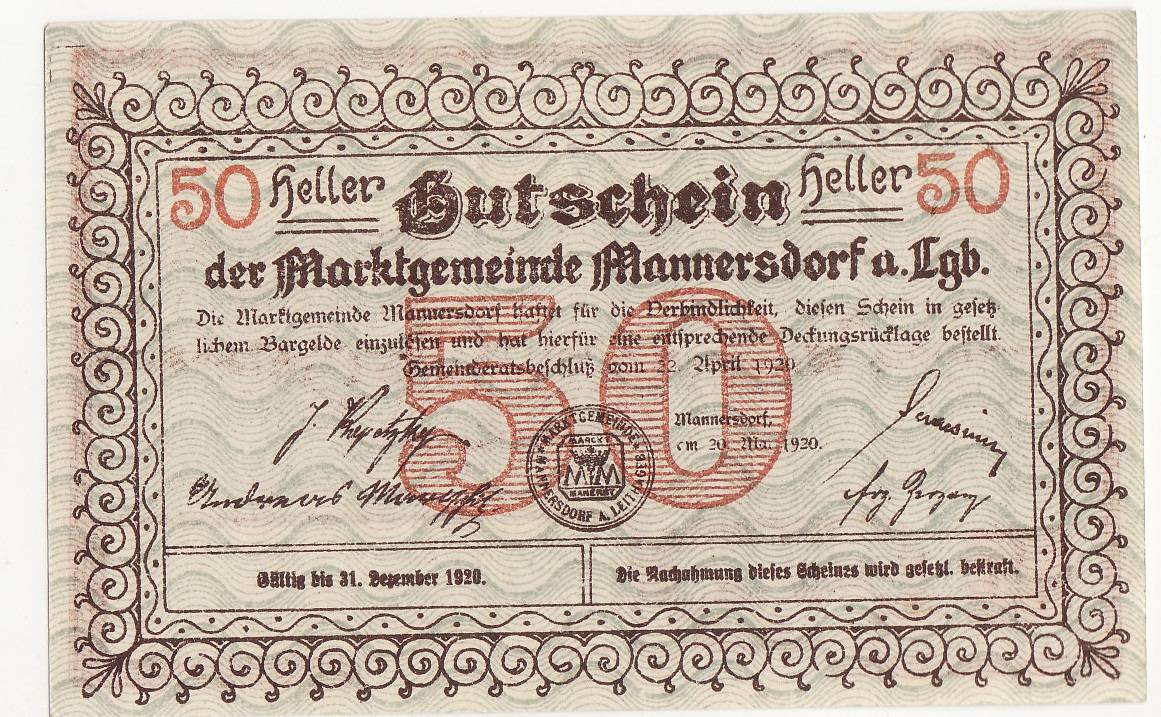 50 Heller Gutschein Heller 50
der Marktgemeinde Mannersdorf a. Lgb.
50
Die Marktgemeinde Mannersdorf haftet für die Verbindlichkeit, diesen Schein in gesetz-
lichem Bargelde einzulösen und hat hierfür eine entsprechende Deckungsrücklage bestellt.
Gemeinderatsbeschluß vom 22. April 1920.
Mannersdorf,
am 20. Mai 1920.
MARKTGEMEINDE
MANNERSDORF A.
MARCKT
Andreas
Gültig bis 31. Dezember 1920.
Die Nachahmung dieses Scheines wird gesetzl. bestraft.